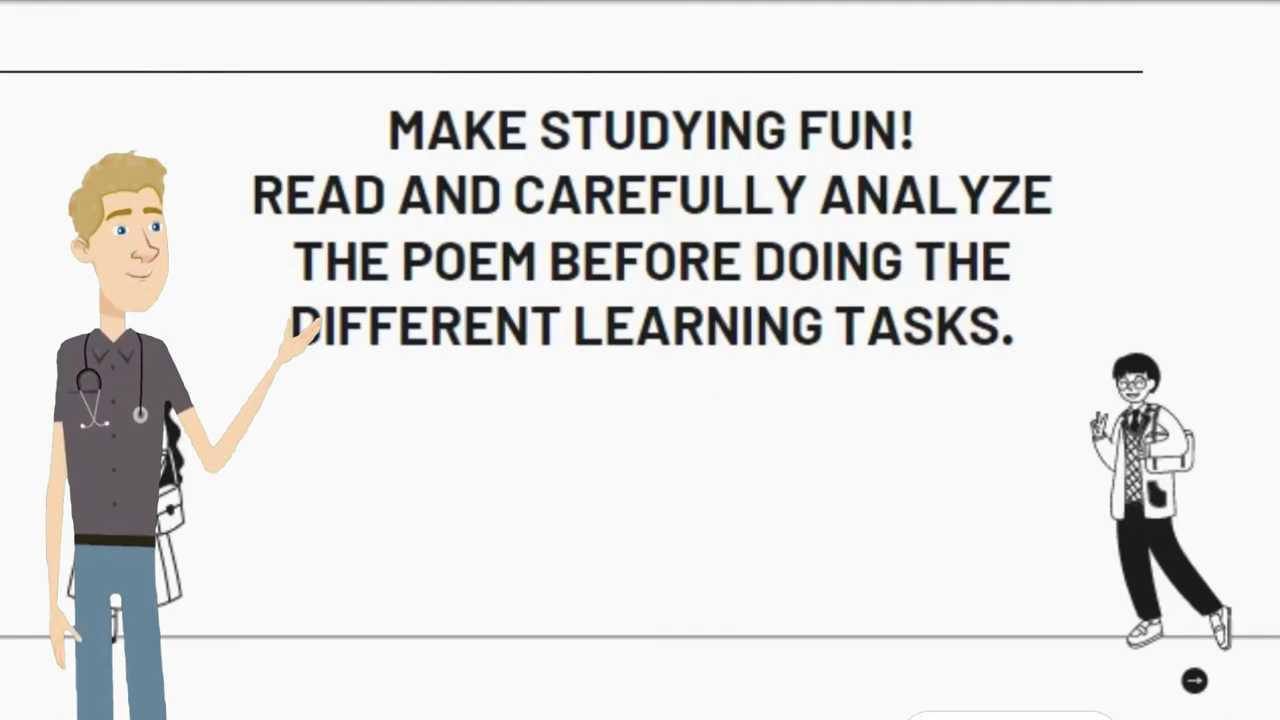 MAKE STUDYING FUN!
READ AND CAREFULLY ANALYZE
THE POEM BEFORE DOING THE
DIFFERENT LEARNING TASKS.